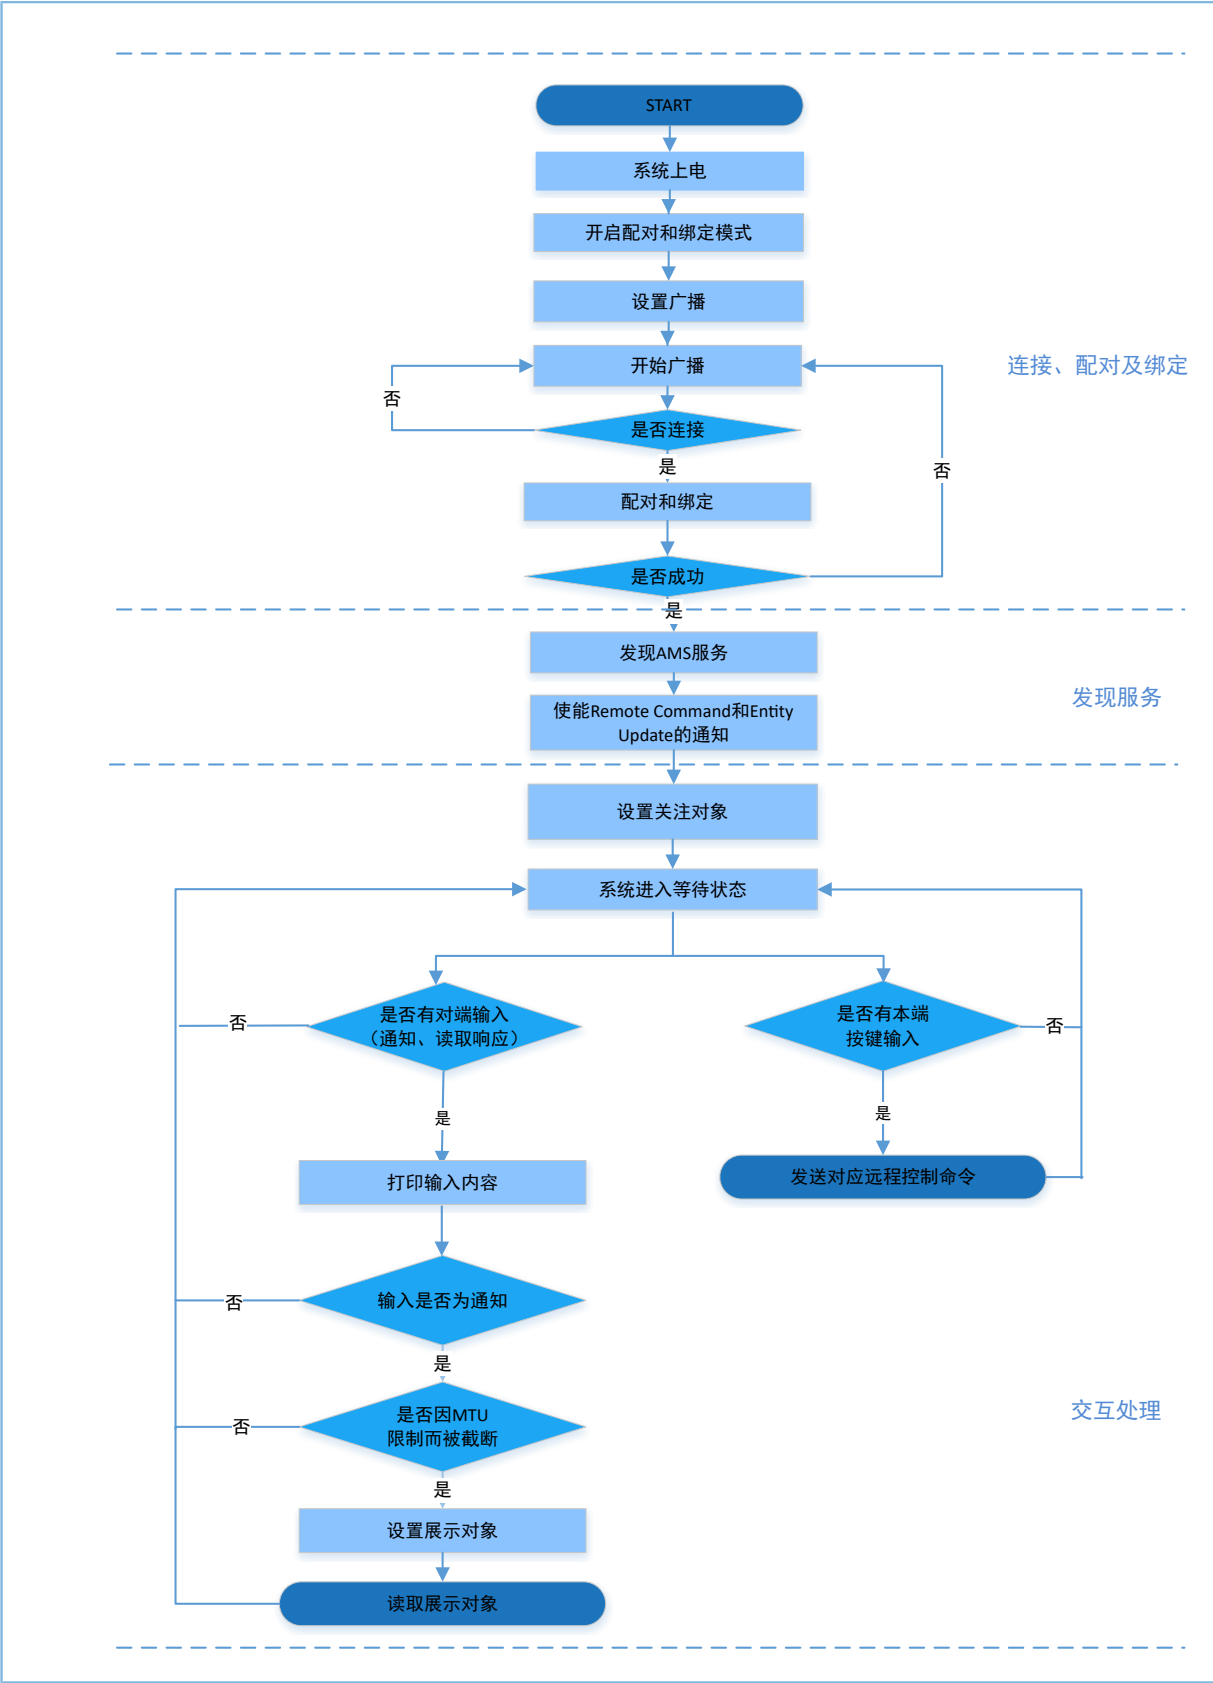 START
系统上电
开启配对和绑定模式
设置广播
开始广播
连接、配对及绑定
否
是否连接
是
否
配对和绑定
是否成功
是
发现AMS服务
发现服务
使能Remote Command和Entity
Update的通知
设置关注对象
系统进入等待状态
是否有对端输入
（通知、读取响应）
否
是否有本端
按键输入
否
是
是
打印输入内容
发送对应远程控制命令
输入是否为通知
否
是
是否因MTU
限制而被截断
否
交互处理
是
设置展示对象
读取展示对象